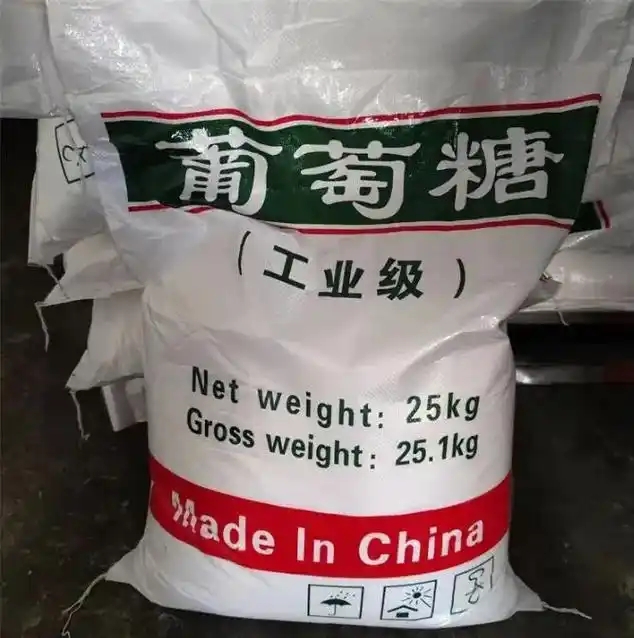 葡萄糖
（工业级）
Net weight: 25kg
Gross weight: 25.1kg
Made In China